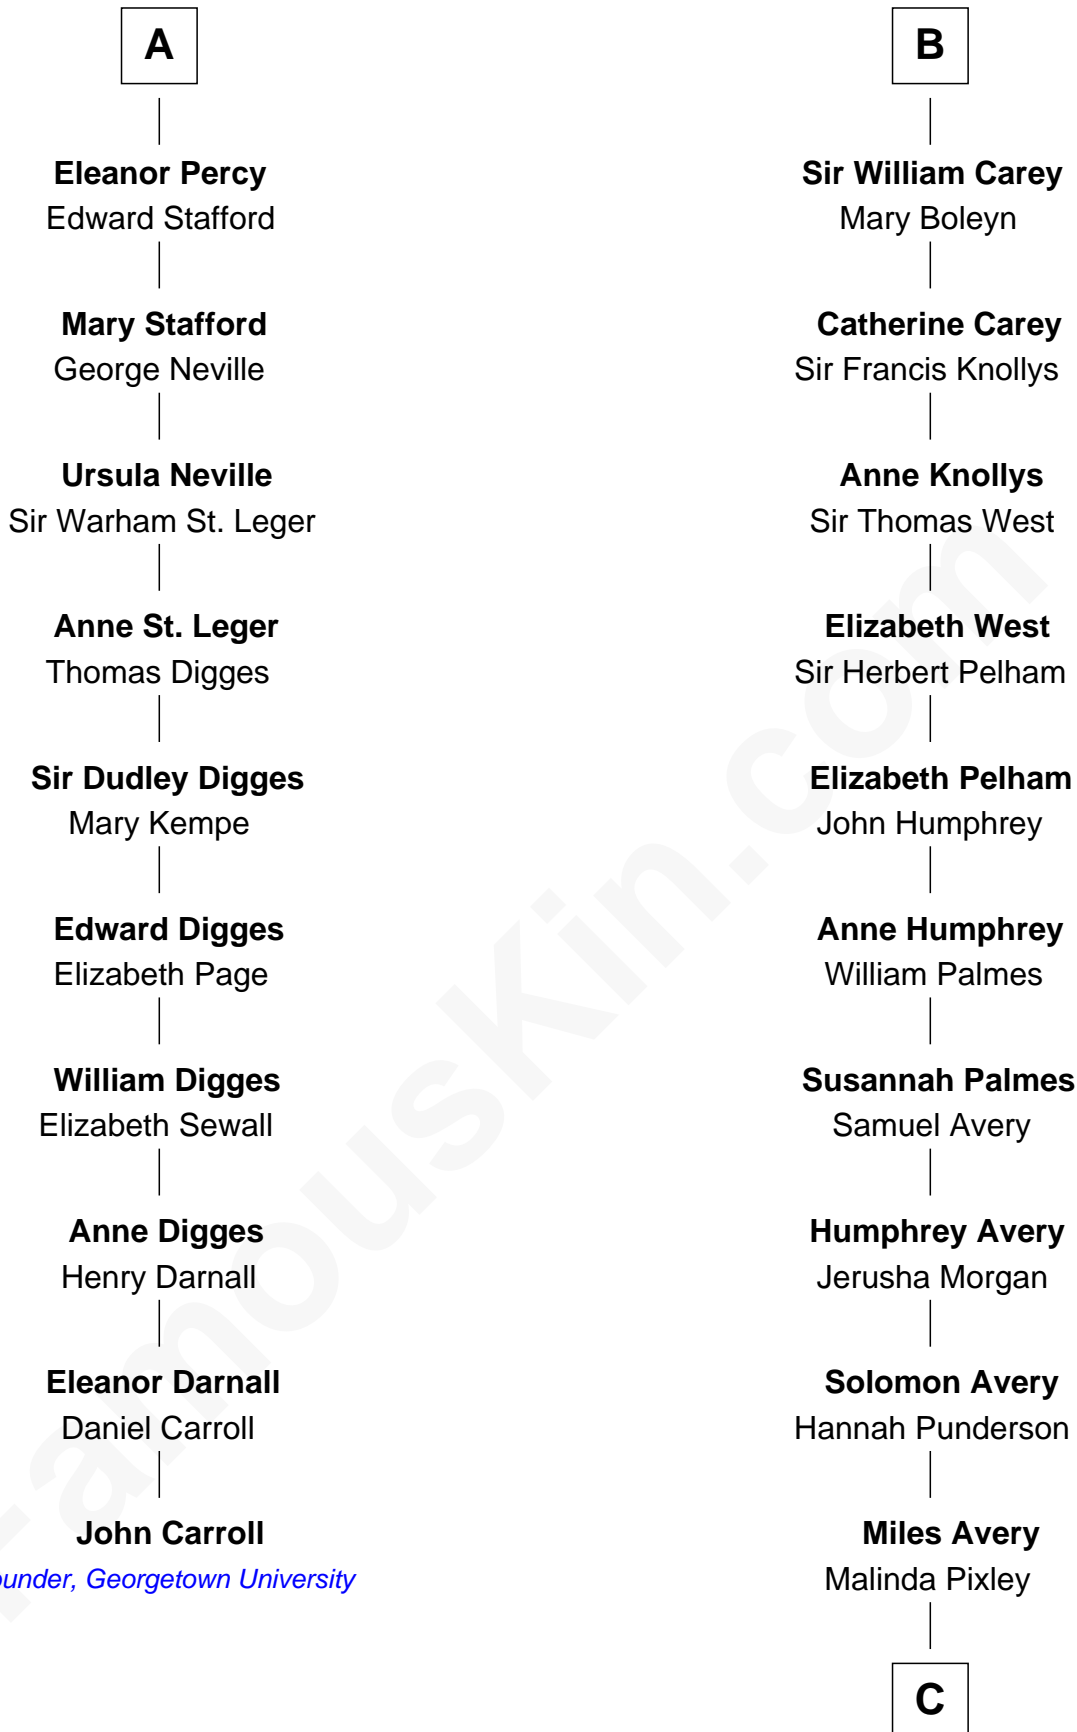 A
Eleanor Percy
Edward Stafford
Mary Stafford
George Neville
Ursula Neville
Sir Warham St. Leger
Anne St. Leger
Thomas Digges
Sir Dudley Digges
Mary Kempe
Edward Digges
Elizabeth Page
William Digges
Elizabeth Sewall
Anne Digges
Henry Darnall
Eleanor Darnall
Daniel Carroll
John Carroll
ounder, Georgetown University
B
Sir William Carey
Mary Boleyn
Catherine Carey
Sir Francis Knollys
Anne Knollys
Sir Thomas West
Elizabeth West
Sir Herbert Pelham
Elizabeth Pelham
John Humphrey
Anne Humphrey
William Palmes
Susannah Palmes
Samuel Avery
Humphrey Avery
Jerusha Morgan
Solomon Avery
Hannah Punderson
Miles Avery
Malinda Pixley
C
FamousKin.com